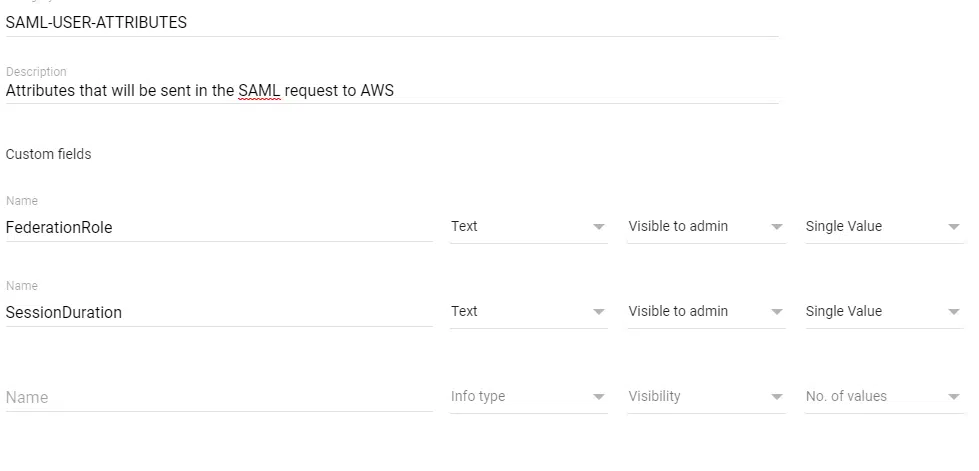 SAML-USER-ATTRIBUTES
Description
Attributes that will be sent in the SAML request to AWS
Custom fields
Name
FederationRole Text Visible to admin Single Value
Name
SessionDuration Text Visible to admin Single Value
Name Info type Visibility No. of values